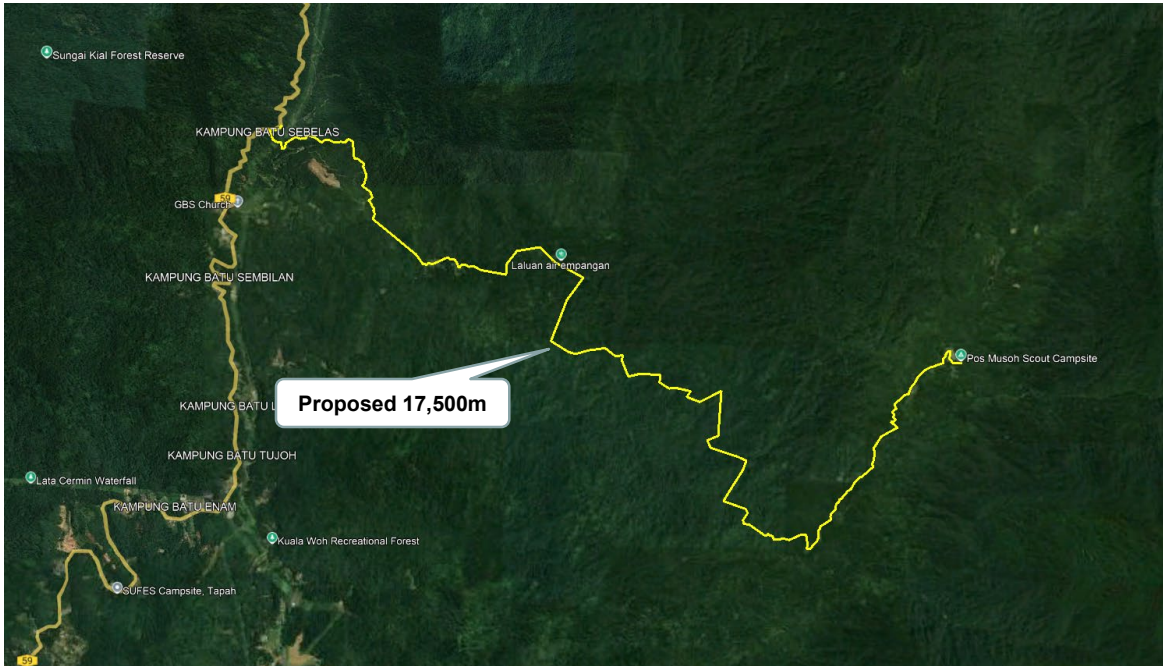 Sungai Kial Forest Reserve
KAMPUNG BATU SEBELAS
59
GBS Church
Laluan air empangan
KAMPUNG BATU SEMBILAN
Pos Musoh Scout Campsite
Proposed 17,500m
KAMPUNG BATU
KAMPUNG BATU TUJOH
Lata Cermin Waterfall
KAMPUNG BATU ENAM
Kuala Woh Recreational Forest
SUFES Campsite, Tapah
59